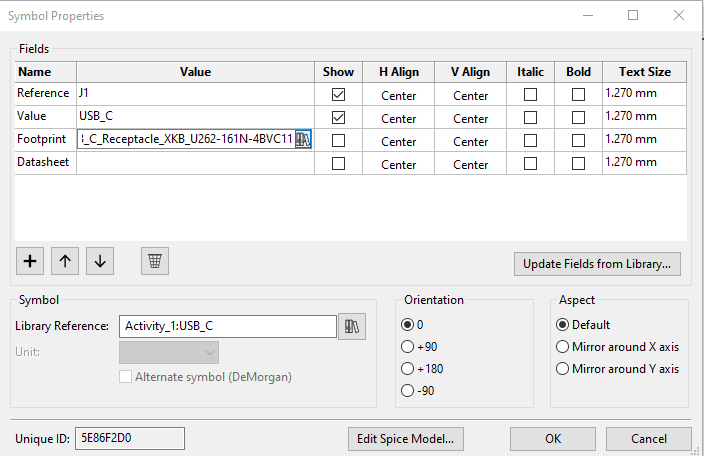 Symbol Properties
Fields
Name Value Show H Align V Align Italic Bold Text Size
Reference J1 Center Center 1.270 mm
Value USB_C Center Center 1.270 mm
Footprint _C_Receptacle_XKB_U262-161N-4BVC11 Center Center 1.270 mm
Datasheet Center Center 1.270 mm
Update Fields from Library...
Symbol
Library Reference: Activity_1:USB_C
Unit:
Alternate symbol (DeMorgan)
Orientation
0
+90
+180
-90
Aspect
Default
Mirror around X axis
Mirror around Y axis
Unique ID: 5E86F2D0 Edit Spice Model... OK Cancel